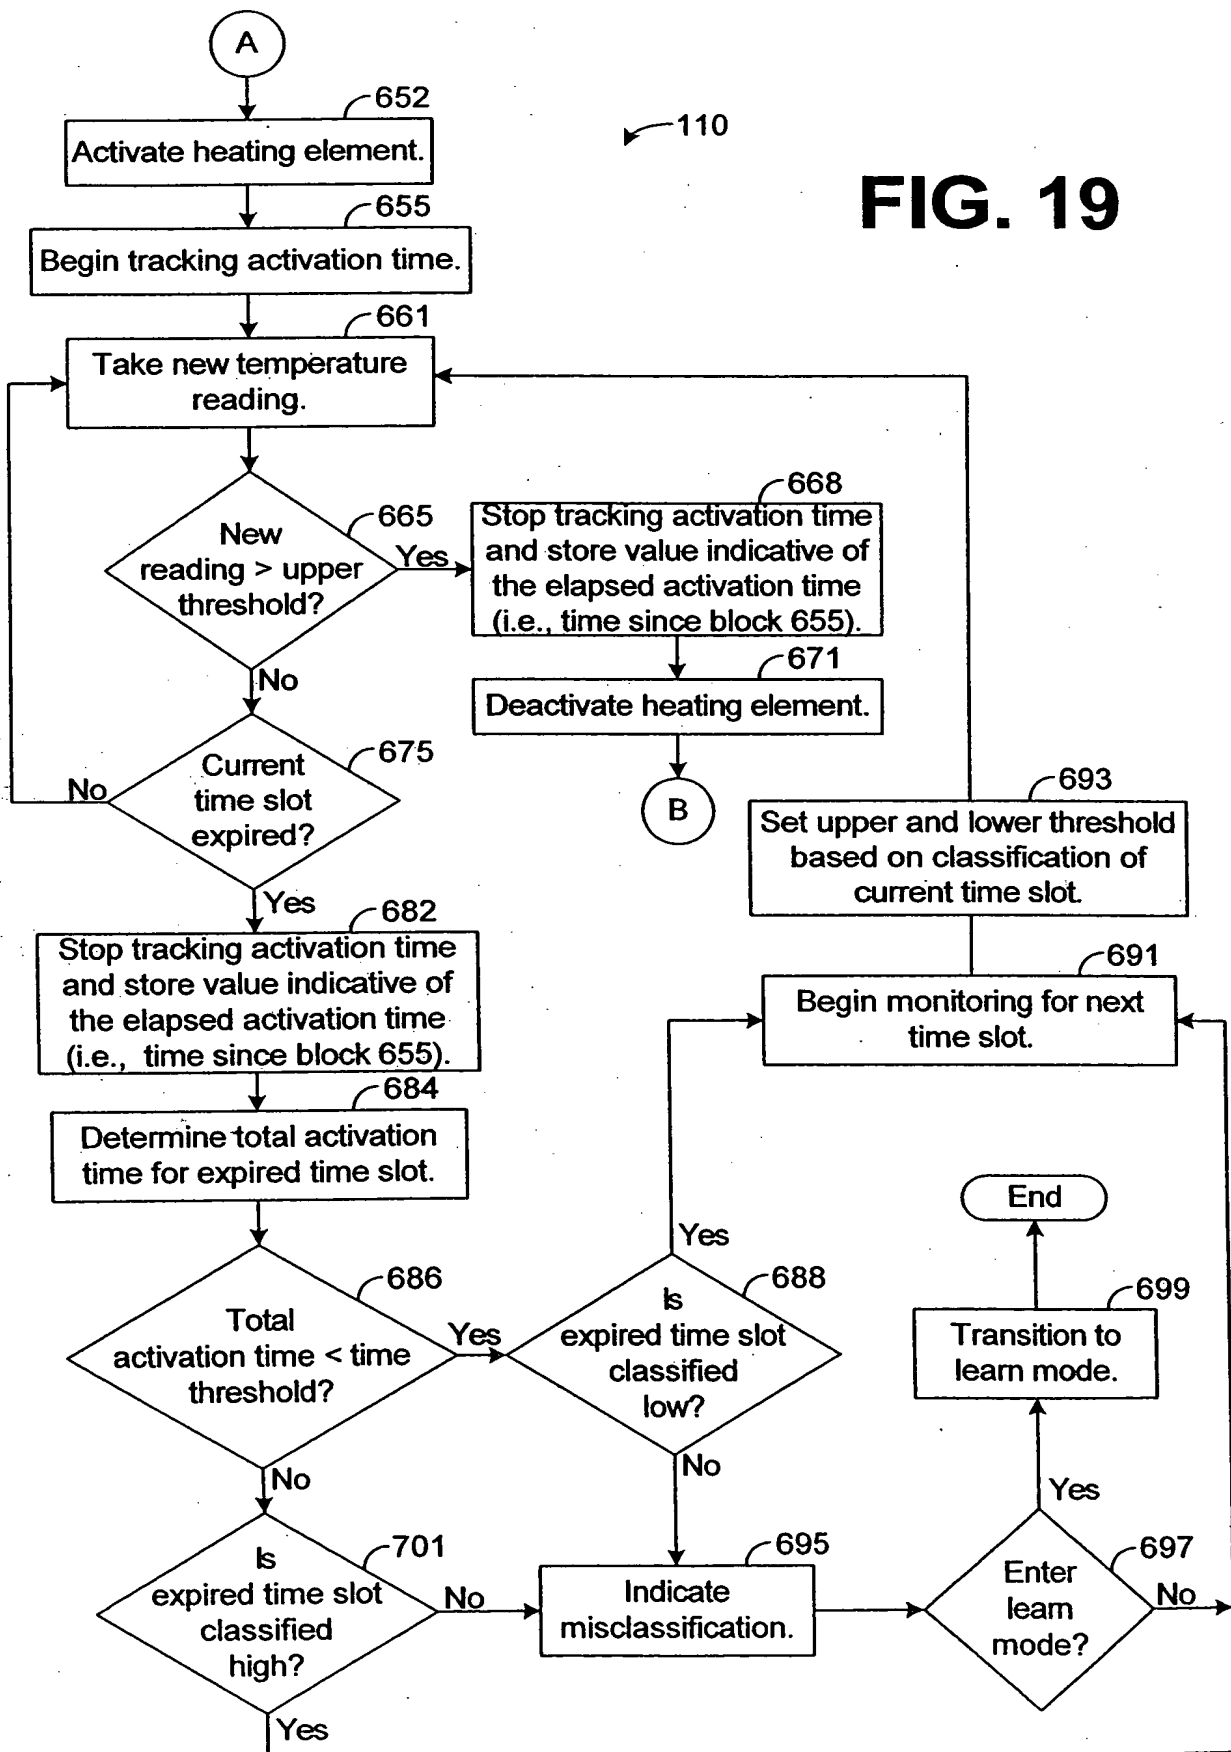 A
652
Activate heating element.
110
FIG. 19
655
Begin tracking activation time.
661
Take new temperature
reading.
665
New
reading > upper
threshold?
Yes
668
Stop tracking activation time
and store value indicative of
the elapsed activation time
(i.e., time since block 655).
671
Deactivate heating element.
B
No
675
Current
time slot
expired?
No
Yes
693
Set upper and lower threshold
based on classification of
current time slot.
682
Stop tracking activation time
and store value indicative of
the elapsed activation time
(i.e., time since block 655).
691
Begin monitoring for next
time slot.
684
Determine total activation
time for expired time slot.
End
686
Total
activation time < time
threshold?
Yes
Yes
688
Is
expired time slot
classified
low?
699
Transition to
learn mode.
No
No
Yes
701
Is
expired time slot
classified
high?
No
695
Indicate
misclassification.
697
Enter
learn
mode?
No
Yes